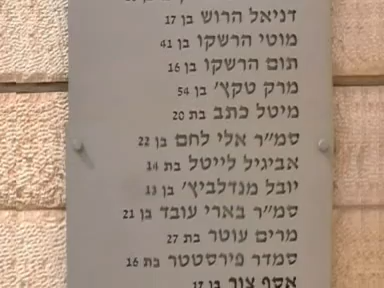 דניאל הרוש בן 17
מוטי הרשקו בן 41
תום הרשקו בן 16
מרק טקץ' בן 54
מיטל כתב בת 20
סמ״ר אלי לחם בן 22
אביגיל לייטל בת 14
יובל מנדלביץ' בן 13
סמ״ר בארי עובד בן 21
מרים עוטר בת 27
סמדר פירסטטר בת 16
אסף צור בן 17